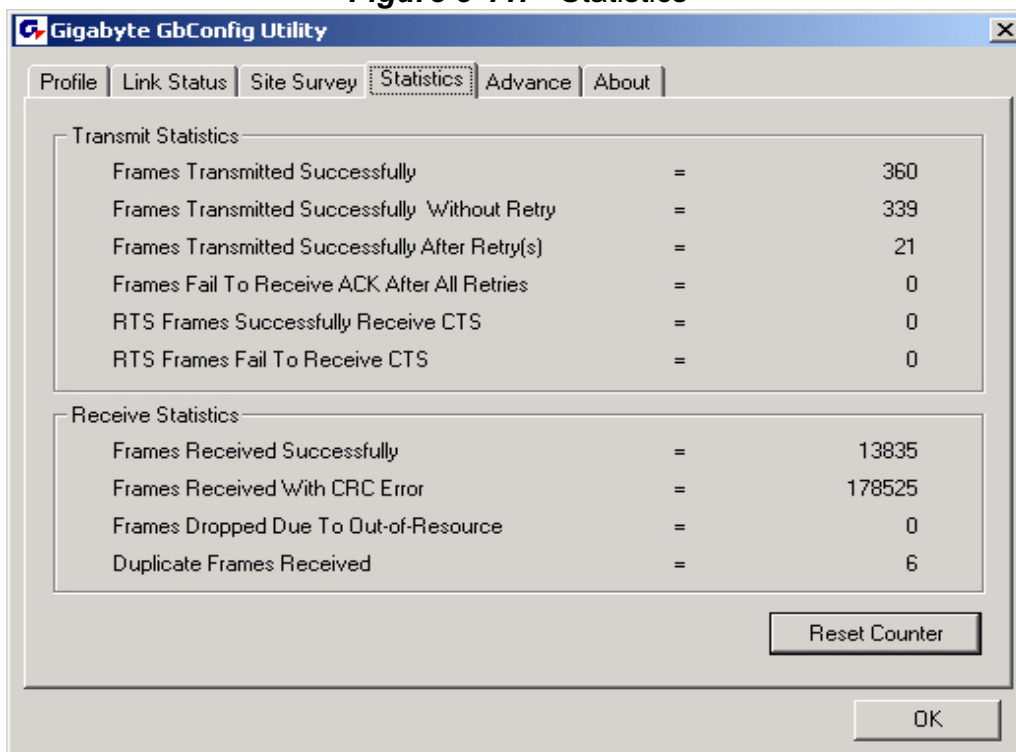 Statistics
Gigabyte GbConfig Utility
Profile Link Status Site Survey Statistics Advance About
Transmit Statistics
Frames Transmitted Successfully = 360
Frames Transmitted Successfully Without Retry = 339
Frames Transmitted Successfully After Retry(s) = 21
Frames Fail To Receive ACK After All Retries = 0
RTS Frames Successfully Receive CTS = 0
RTS Frames Fail To Receive CTS = 0
Receive Statistics
Frames Received Successfully = 13835
Frames Received With CRC Error = 178525
Frames Dropped Due To Out-of-Resource = 0
Duplicate Frames Received = 6
Reset Counter
OK